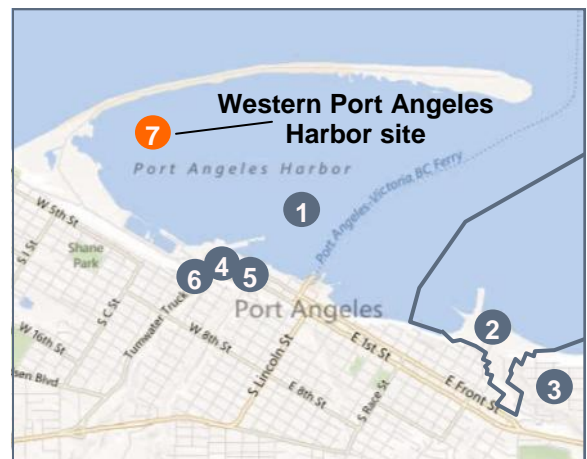 Western Port Angeles
Harbor site
7
Port Angeles Harbor
1
Port Angeles-Victoria BC Ferry
W 5th St
Shane
Park
S I St
S C St
4
6
5
Tumwater Truck
Port Angeles
2
W 16th St
W 8th St
S Lincoln St
E 1st St
3
sen Blvd
E 8th St
S Race St
E Front St